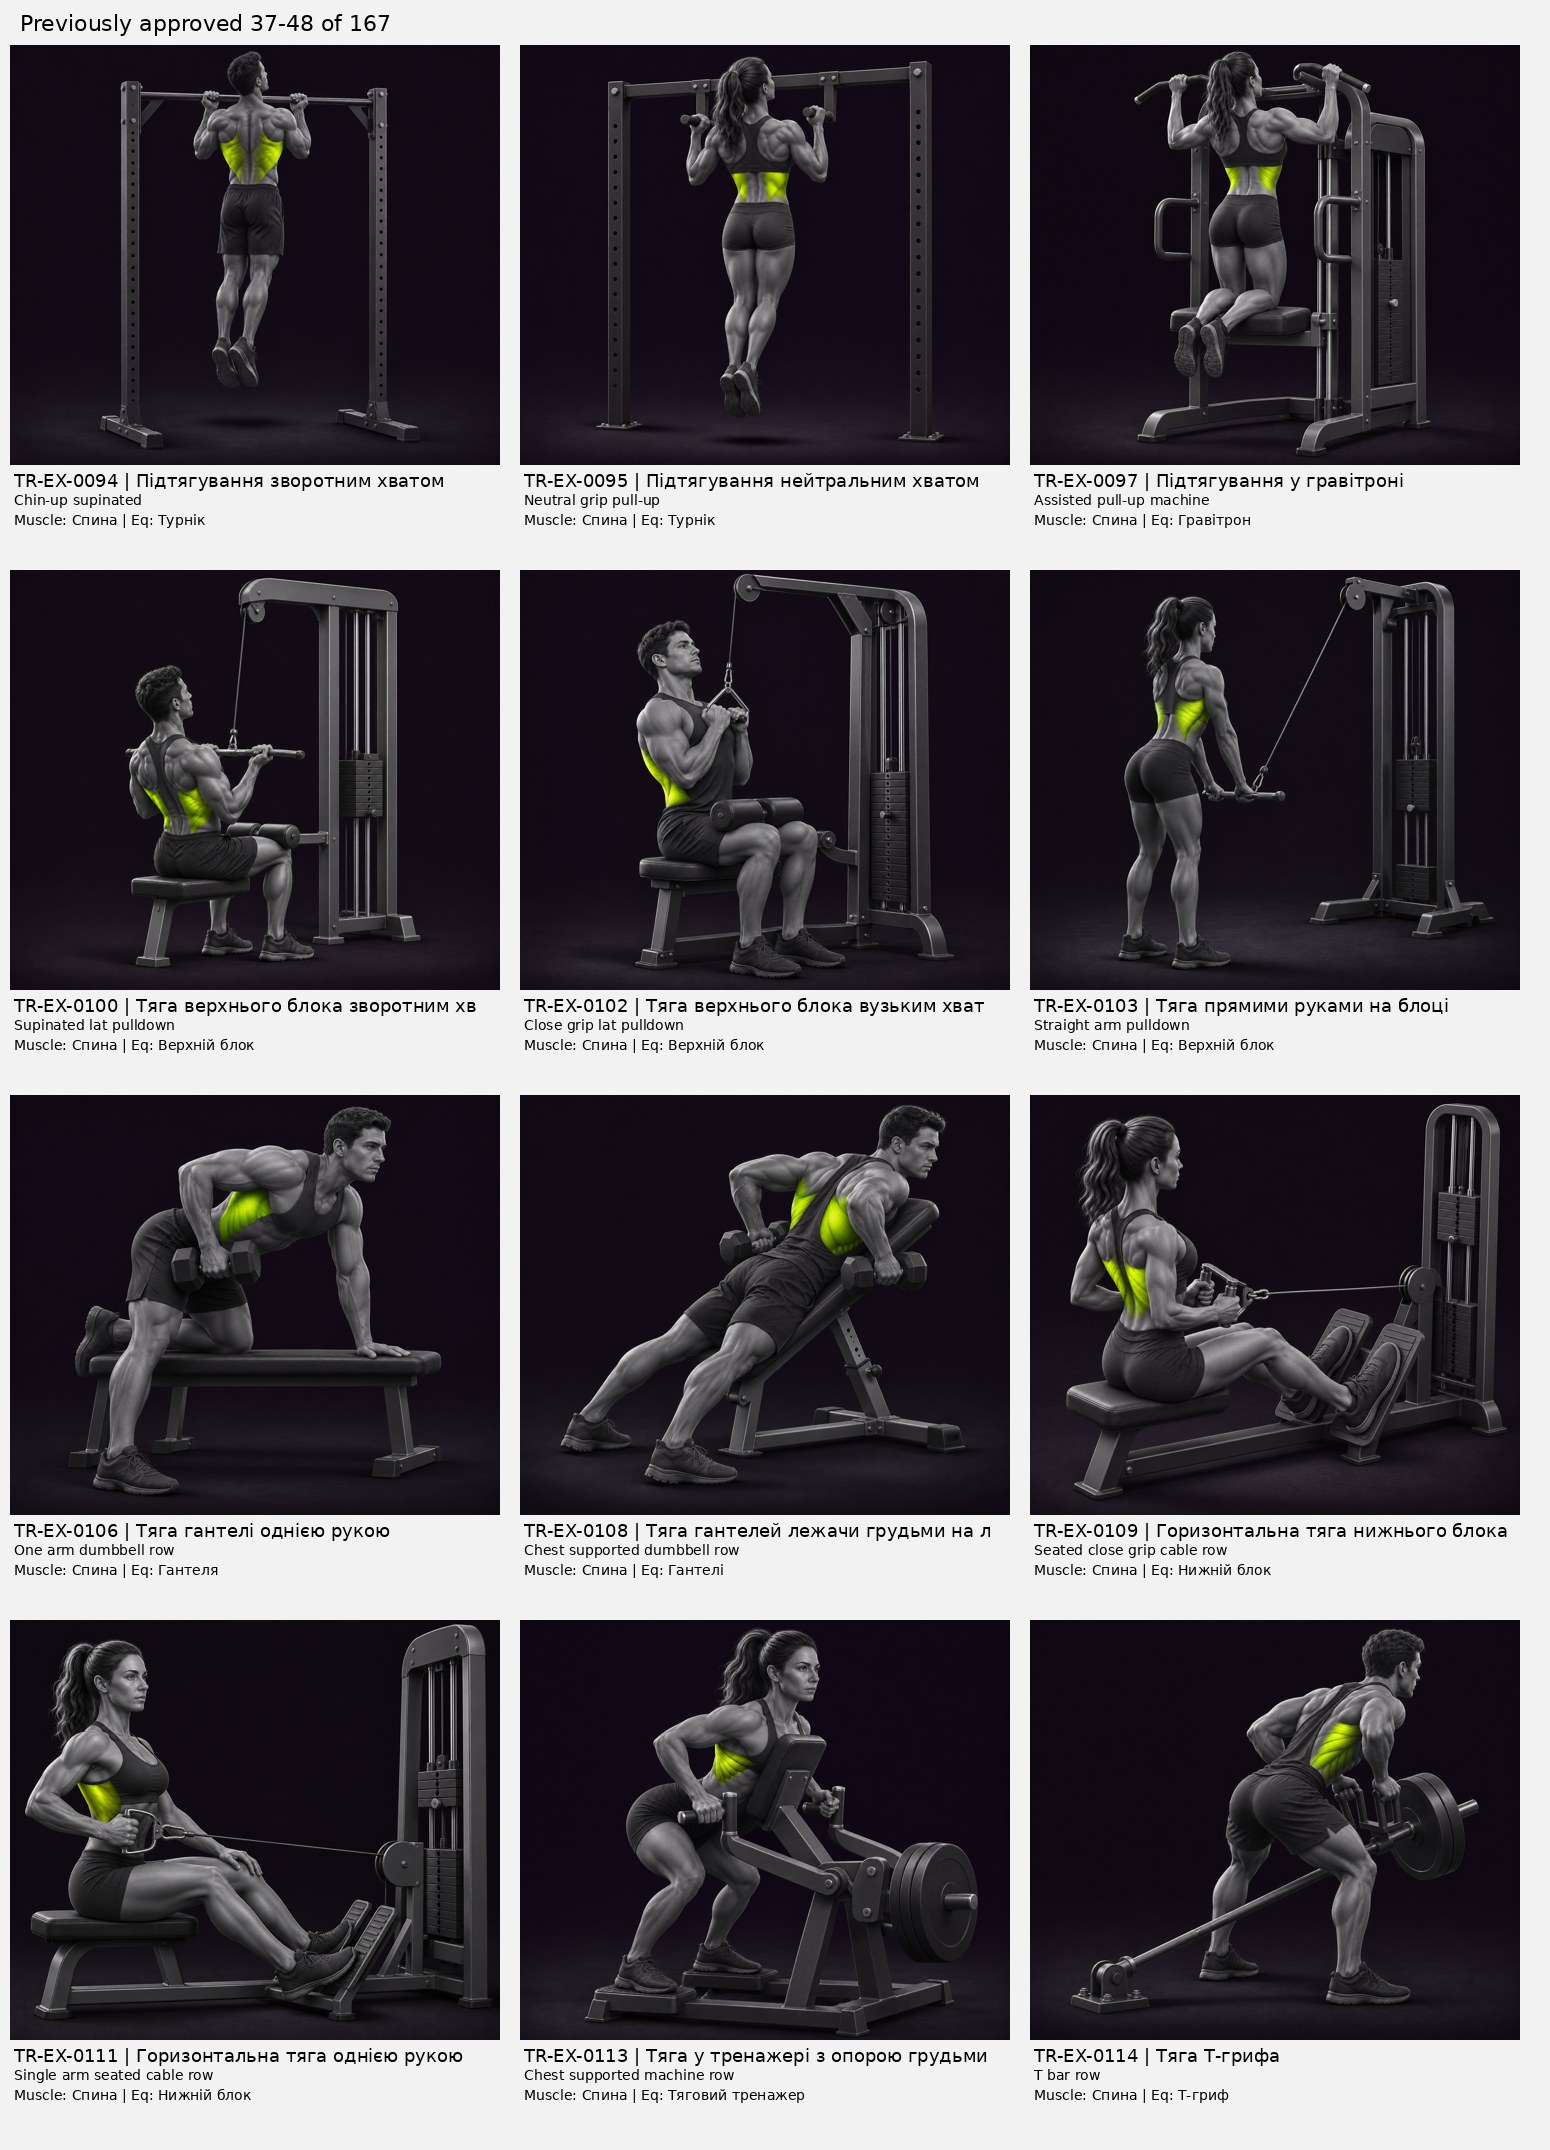 Previously approved 37-48 of 167
TR-EX-0094 | Підтягування зворотним хватом
Chin-up supinated
Muscle: Спина | Eq: Турнік
TR-EX-0095 | Підтягування нейтральним хватом
Neutral grip pull-up
Muscle: Спина | Eq: Турнік
TR-EX-0097 | Підтягування у гравітроні
Assisted pull-up machine
Muscle: Спина | Eq: Гравітрон
TR-EX-0100 | Тяга верхнього блока зворотним хв
Supinated lat pulldown
Muscle: Спина | Eq: Верхній блок
TR-EX-0102 | Тяга верхнього блока вузьким хват
Close grip lat pulldown
Muscle: Спина | Eq: Верхній блок
TR-EX-0103 | Тяга прямими руками на блоці
Straight arm pulldown
Muscle: Спина | Eq: Верхній блок
TR-EX-0106 | Тяга гантелі однією рукою
One arm dumbbell row
Muscle: Спина | Eq: Гантеля
TR-EX-0108 | Тяга гантелей лежачи грудьми на л
Chest supported dumbbell row
Muscle: Спина | Eq: Гантелі
TR-EX-0109 | Горизонтальна тяга нижнього блока
Seated close grip cable row
Muscle: Спина | Eq: Нижній блок
TR-EX-0111 | Горизонтальна тяга однією рукою
Single arm seated cable row
Muscle: Спина | Eq: Нижній блок
TR-EX-0113 | Тяга у тренажері з опорою грудьми
Chest supported machine row
Muscle: Спина | Eq: Тяговий тренажер
TR-EX-0114 | Тяга Т-грифа
T bar row
Muscle: Спина | Eq: Т-гриф